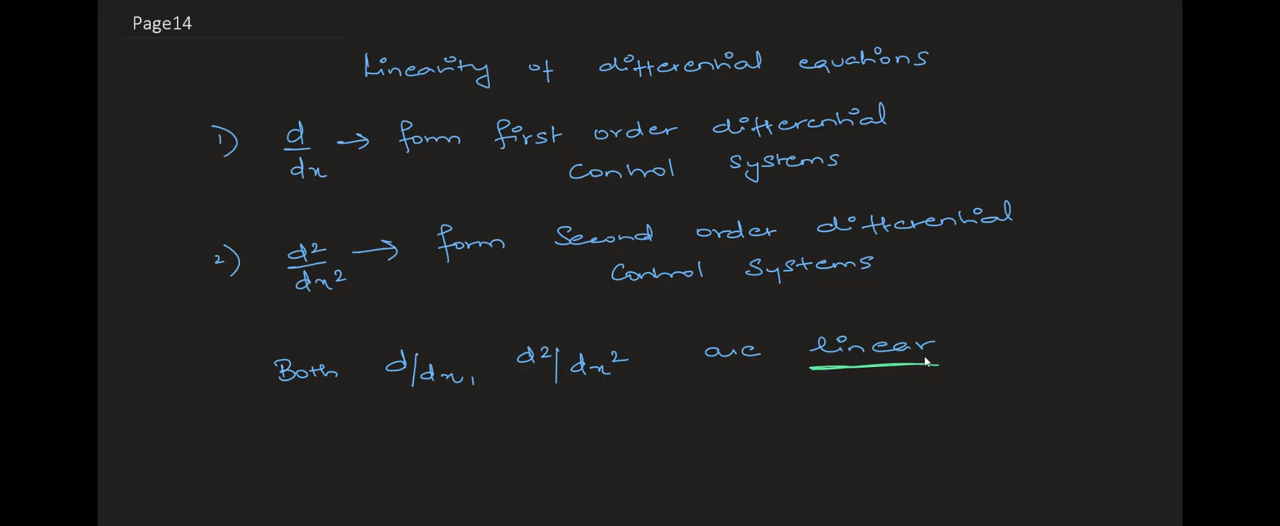 Page14
Linearity of differential equations
1) d/dx → form first order differential
control systems
2) d²/dx² → form Second order differential
Control Systems
Both d/dx, d²/dx² are linear